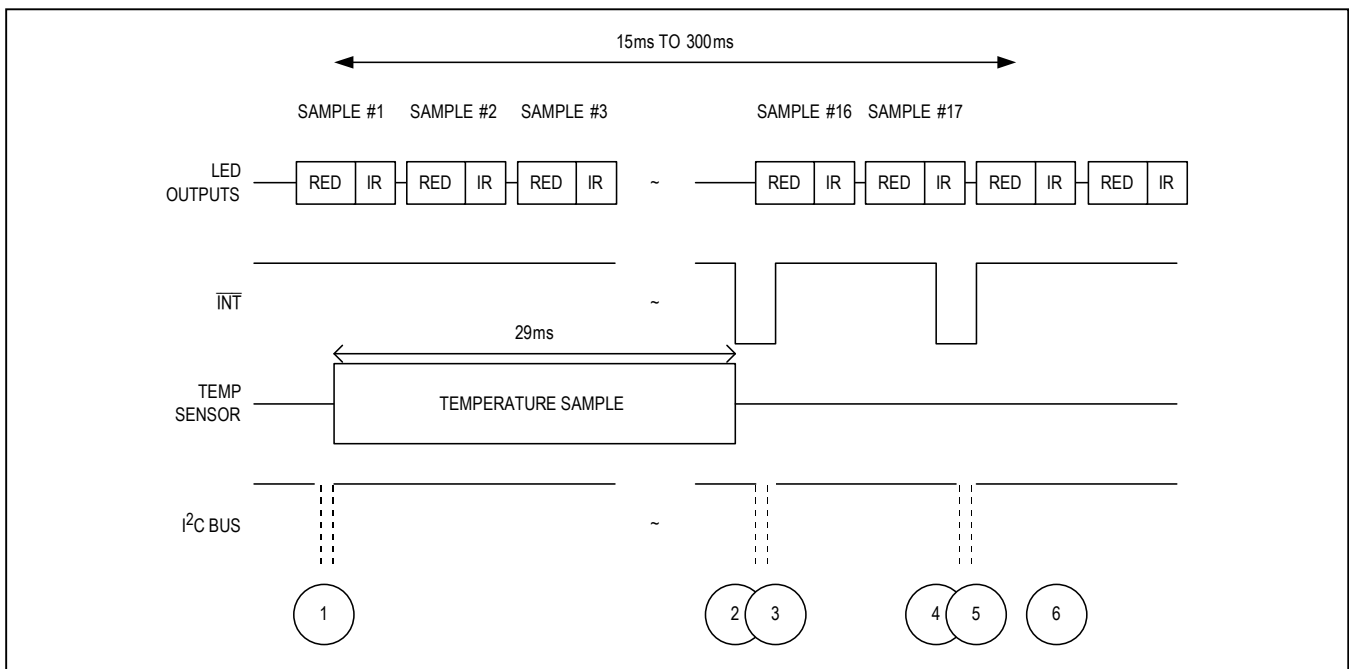 15ms TO 300ms
SAMPLE #1 SAMPLE #2 SAMPLE #3 SAMPLE #16 SAMPLE #17
LED
OUTPUTS
RED IR RED IR RED IR ~ RED IR RED IR RED IR RED IR
INT
~
29ms
TEMP
SENSOR
TEMPERATURE SAMPLE
I²C BUS
~
1 2 3 4 5 6